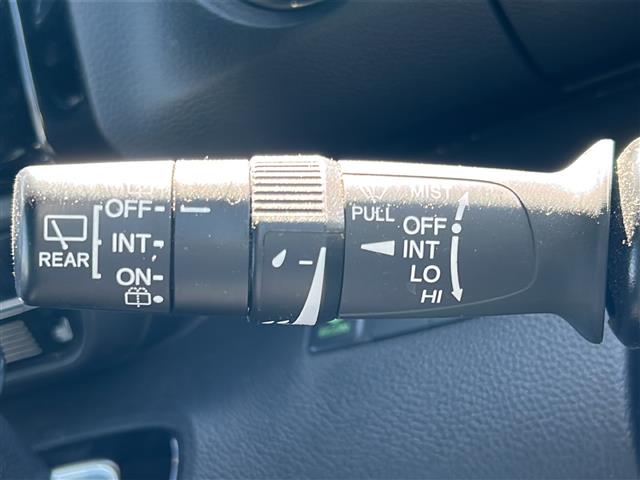 OFF
INT
REAR
ON
MIST
PULL
OFF
INT
LO
HI